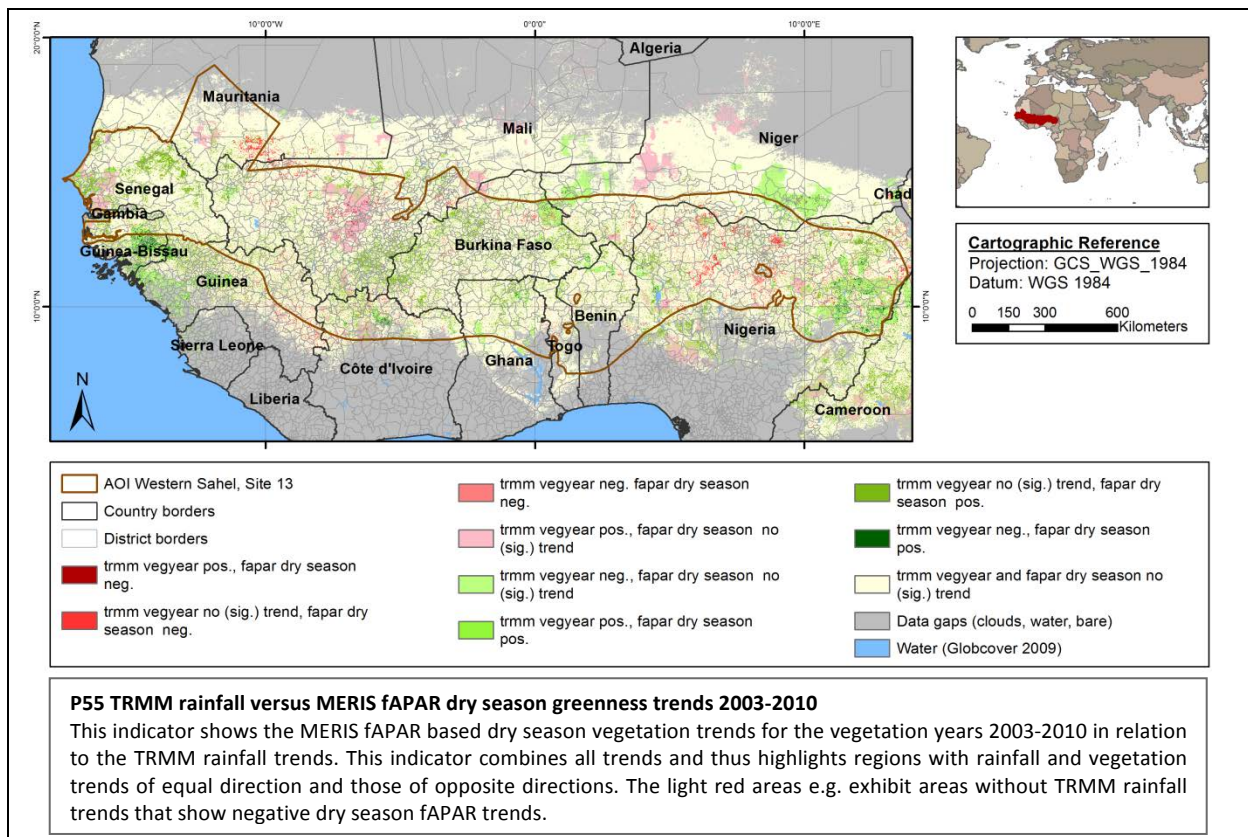 10°0'0"W
0°0'0"
10°0'0"E
20°0'0"N
Algeria
Mauritania
Mali
Niger
Senegal
Chad
Gambia
Guinea-Bissau
Burkina Faso
Guinea
10°0'0"N
10°0'0"N
Benin
Nigeria
Sierra Leone
Togo
Ghana
Côte d'Ivoire
Liberia
Cameroon
N
10°0'0"W
0°0'0"
10°0'0"E
Cartographic Reference
Projection: GCS_WGS_1984
Datum: WGS 1984
0 150 300 600
Kilometers
AOI Western Sahel, Site 13
Country borders
District borders
trmm vegyear pos., fapar dry season
neg.
trmm vegyear no (sig.) trend, fapar dry
season neg.
trmm vegyear neg. fapar dry season
neg.
trmm vegyear pos., fapar dry season no
(sig.) trend
trmm vegyear neg., fapar dry season no
(sig.) trend
trmm vegyear pos., fapar dry season
pos.
trmm vegyear no (sig.) trend, fapar dry
season pos.
trmm vegyear neg., fapar dry season
pos.
trmm vegyear and fapar dry season no
(sig.) trend
Data gaps (clouds, water, bare)
Water (Globcover 2009)
P55 TRMM rainfall versus MERIS fAPAR dry season greenness trends 2003-2010
This indicator shows the MERIS fAPAR based dry season vegetation trends for the vegetation years 2003-2010 in relation
to the TRMM rainfall trends. This indicator combines all trends and thus highlights regions with rainfall and vegetation
trends of equal direction and those of opposite directions. The light red areas e.g. exhibit areas without TRMM rainfall
trends that show negative dry season fAPAR trends.